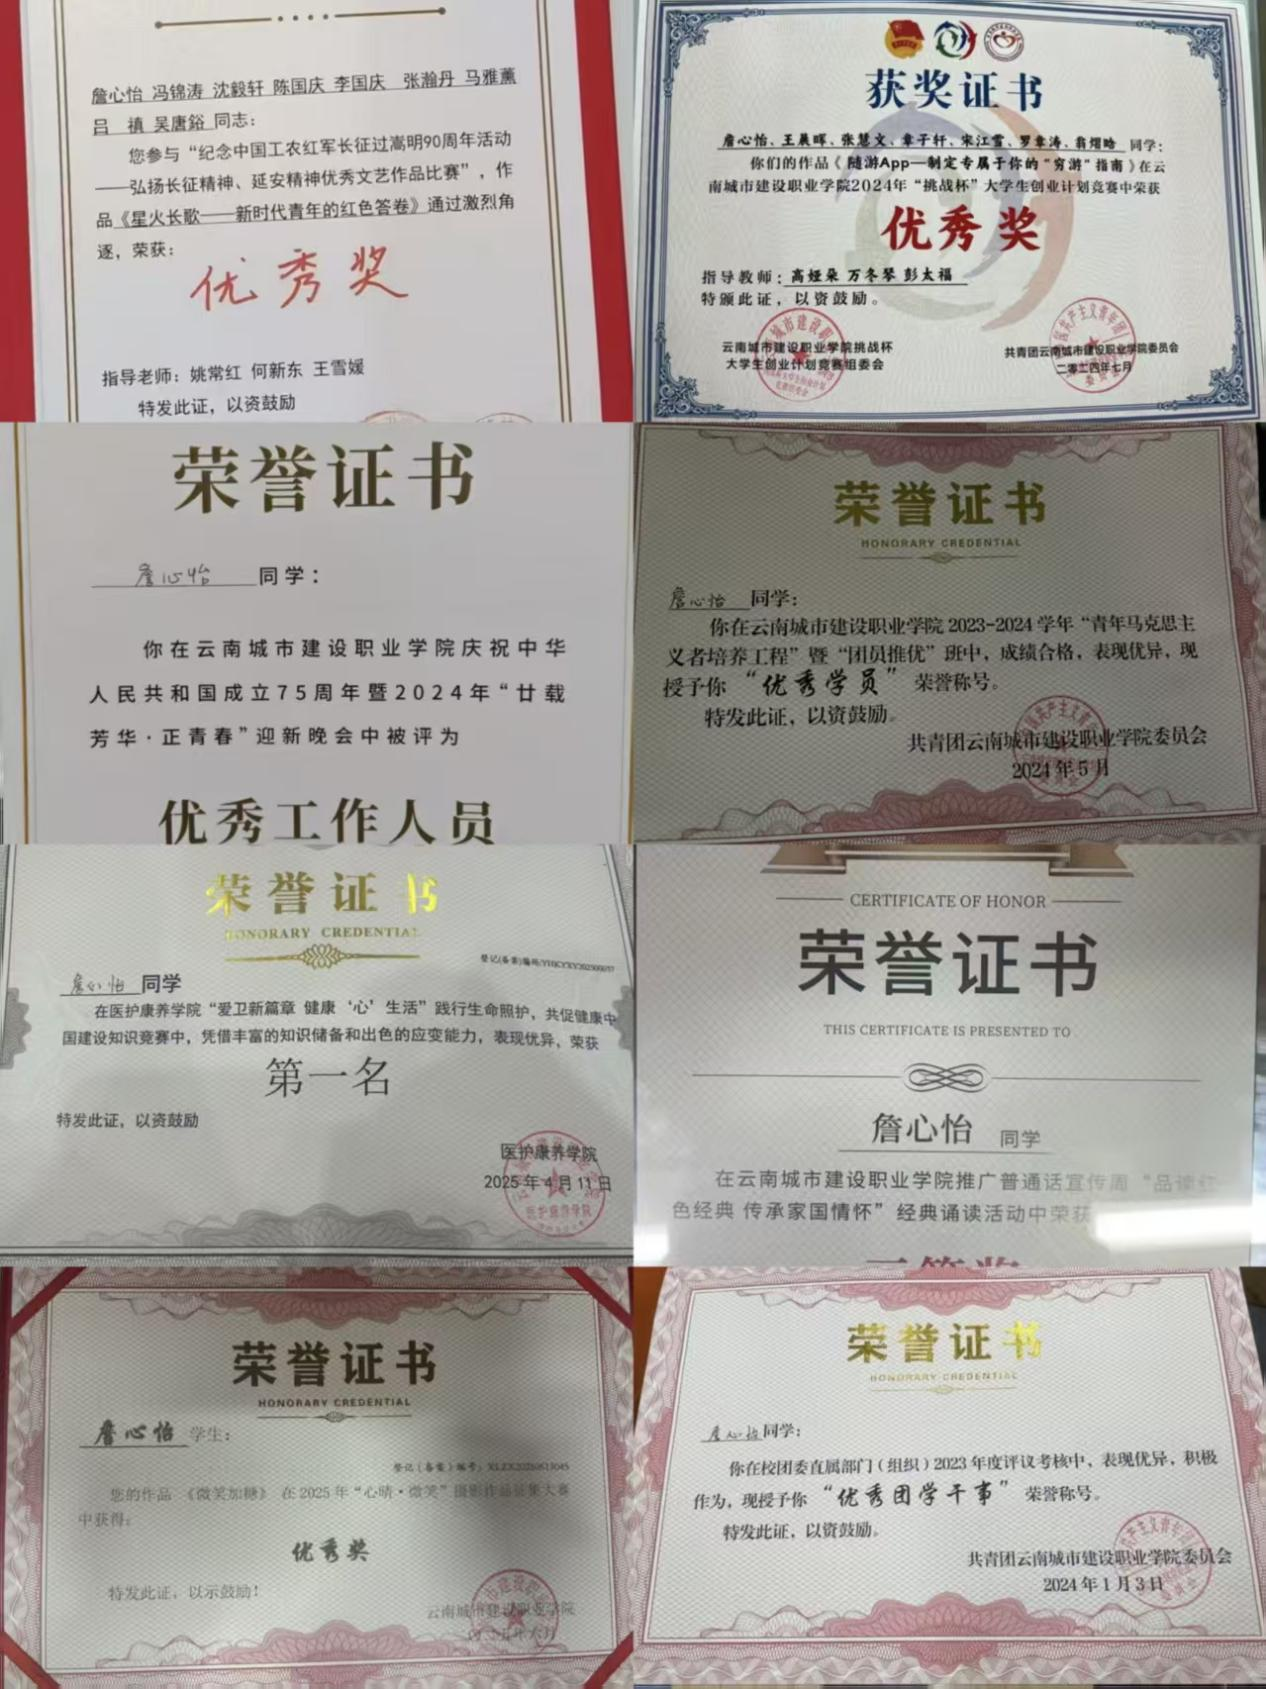 詹心怡 冯锦涛 沈毅轩 陈国庆 李国庆 张瀚丹 马雅薰
吕 禛 吴唐鋊 同志：
您参与“纪念中国工农红军长征过嵩明90周年活动
——弘扬长征精神、延安精神优秀文艺作品比赛”，作
品《星火长歌——新时代青年的红色答卷》通过激烈角
逐，荣获：
优秀奖
指导老师：姚常红 何新东 王雪媛
特发此证，以资鼓励
获奖证书
詹心怡、王晨晖、张慧文、章子轩、宋江雪、罗章涛、翁熠晗 同学：
你们的作品《随游App—制定专属于你的“穷游”指南》在云
南城市建设职业学院2024年“挑战杯”大学生创业计划竞赛中荣获
优秀奖
指导教师：高娅朵 万冬琴 彭太福
特颁此证，以资鼓励。
云南城市建设职业学院挑战杯
大学生创业计划竞赛组委会
共青团云南城市建设职业学院委员会
二零二四年七月
荣誉证书
詹心怡 同学：
你在云南城市建设职业学院庆祝中华
人民共和国成立75周年暨2024年“廿载
芳华·正青春”迎新晚会中被评为
优秀工作人员
荣誉证书
HONORARY CREDENTIAL
詹心怡 同学：
你在云南城市建设职业学院2023-2024学年“青年马克思主
义者培养工程”暨“团员推优”班中，成绩合格，表现优异，现
授予你“优秀学员”荣誉称号。
特发此证，以资鼓励。
共青团云南城市建设职业学院委员会
2024年5月
荣誉证书
HONORARY CREDENTIAL
登记(备案)编码:
詹心怡 同学
在医护康养学院“爱卫新篇章 健康‘心’生活”践行生命照护，共促健康中
国建设知识竞赛中，凭借丰富的知识储备和出色的应变能力，表现优异，荣获
第一名
特发此证，以资鼓励
医护康养学院
2025年4月11日
CERTIFICATE OF HONOR
荣誉证书
THIS CERTIFICATE IS PRESENTED TO
詹心怡 同学
在云南城市建设职业学院推广普通话宣传周“品读红
色经典 传承家国情怀”经典诵读活动中荣获
荣誉证书
HONORARY CREDENTIAL
詹心怡 学生：
登记（备案）编号：
您的作品《微笑加糖》在2025年“心晴·微笑”摄影作品征集大赛
中获得：
优秀奖
特发此证，以示鼓励！
云南城市建设职业学院
荣誉证书
HONORARY CREDENTIAL
詹心怡同学：
你在校团委直属部门（组织）2023年度评议考核中，表现优异，积极
作为，现授予你“优秀团学干事”荣誉称号。
特发此证，以资鼓励。
共青团云南城市建设职业学院委员会
2024年1月3日